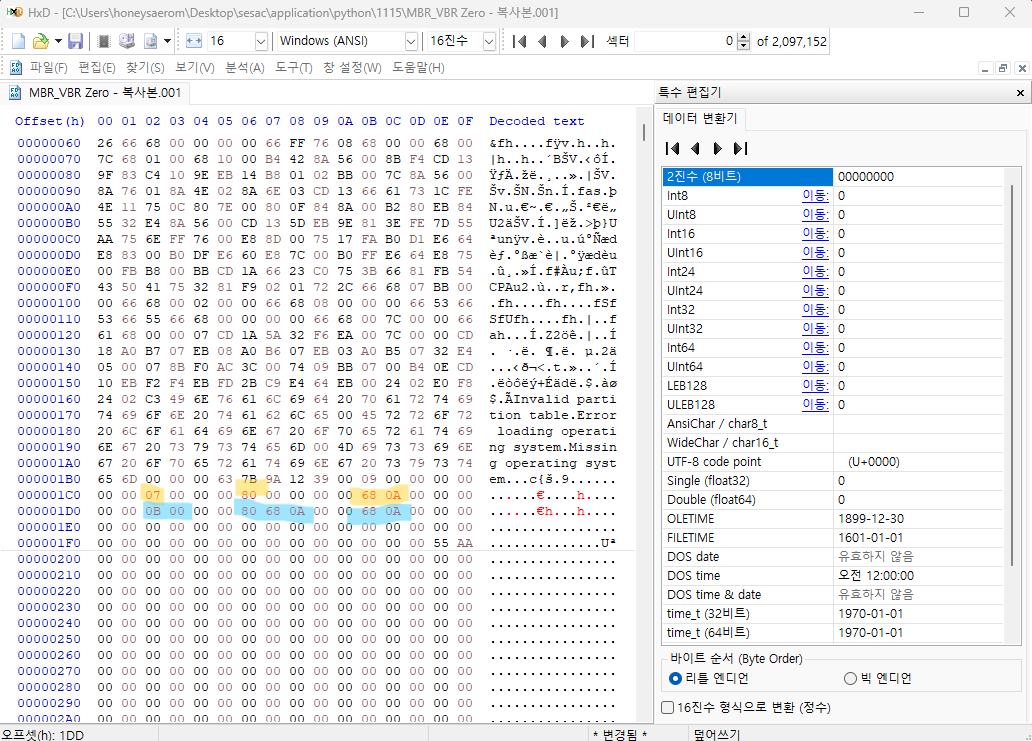 HxD - [C:\Users\honeysaerom\Desktop\sesac\application\python\1115\MBR_VBR Zero - 복사본.001]
16 Windows (ANSI) 16진수 섹터 0 of 2,097,152
파일(F) 편집(E) 찾기(S) 보기(V) 분석(A) 도구(T) 창 설정(W) 도움말(H)
MBR_VBR Zero - 복사본.001
Offset(h) 00 01 02 03 04 05 06 07 08 09 0A 0B 0C 0D 0E 0F Decoded text
00000060 26 66 68 00 00 00 00 66 FF 76 08 68 00 00 68 00 &fh....fÿv.h..h.
00000070 7C 68 01 00 68 10 00 B4 42 8A 56 00 8B F4 CD 13 |h..h..´BŠV.‹ôÍ.
00000080 9F 83 C4 10 9E EB 14 B8 01 02 BB 00 7C 8A 56 00 ŸƒÄ.žë.¸..».|ŠV.
00000090 8A 76 01 8A 4E 02 8A 6E 03 CD 13 66 61 73 1C FE Šv.ŠN.Šn.Í.fas.þ
000000A0 4E 11 75 0C 80 7E 00 80 0F 84 8A 00 B2 80 EB 84 N.u.€~.€.„Š.²€ë„
000000B0 55 32 E4 8A 56 00 CD 13 5D EB 9E 81 3E FE 7D 55 U2äŠV.Í.]ëž.>þ}U
000000C0 AA 75 6E FF 76 00 E8 8D 00 75 17 FA B0 D1 E6 64 ªunÿv.è..u.ú°Ñæd
000000D0 E8 83 00 B0 DF E6 60 E8 7C 00 B0 FF E6 64 E8 75 èƒ.°ßæ`è|.°ÿædèu
000000E0 00 FB B8 00 BB CD 1A 66 23 C0 75 3B 66 81 FB 54 .û¸.»Í.f#Àu;f.ûT
000000F0 43 50 41 75 32 81 F9 02 01 72 2C 66 68 07 BB 00 CPAu2.ù..r,fh.».
00000100 00 66 68 00 02 00 00 66 68 08 00 00 00 66 53 66 .fh....fh....fSf
00000110 53 66 55 66 68 00 00 00 00 66 68 00 7C 00 00 66 SfUfh....fh.|..f
00000120 61 68 00 00 07 CD 1A 5A 32 F6 EA 00 7C 00 00 CD ah...Í.Z2öê.|..Í
00000130 18 A0 B7 07 EB 08 A0 B6 07 EB 03 A0 B5 07 32 E4 . ·.ë. ¶.ë. µ.2ä
00000140 05 00 07 8B F0 AC 3C 00 74 09 BB 07 00 B4 0E CD ...‹ð¬<.t.»..´.Í
00000150 10 EB F2 F4 EB FD 2B C9 E4 64 EB 00 24 02 E0 F8 .ëòôëý+Éädë.$.àø
00000160 24 02 C3 49 6E 76 61 6C 69 64 20 70 61 72 74 69 $.ÃInvalid parti
00000170 74 69 6F 6E 20 74 61 62 6C 65 00 45 72 72 6F 72 tion table.Error
00000180 20 6C 6F 61 64 69 6E 67 20 6F 70 65 72 61 74 69 loading operati
00000190 6E 67 20 73 79 73 74 65 6D 00 4D 69 73 73 69 6E ng system.Missin
000001A0 67 20 6F 70 65 72 61 74 69 6E 67 20 73 79 73 74 g operating syst
000001B0 65 6D 00 00 00 63 7B 9A 12 39 00 00 09 00 00 00 em...c{š.9......
000001C0 00 00 07 00 00 00 80 00 00 00 00 68 0A 00 00 00 ......€....h....
000001D0 00 00 0B 00 00 00 80 68 0A 00 00 68 0A 00 00 00 ......€h...h....
000001E0 00 00 00 00 00 00 00 00 00 00 00 00 00 00 00 00 ................
000001F0 00 00 00 00 00 00 00 00 00 00 00 00 00 00 55 AA ..............Uª
00000200 00 00 00 00 00 00 00 00 00 00 00 00 00 00 00 00 ................
00000210 00 00 00 00 00 00 00 00 00 00 00 00 00 00 00 00 ................
00000220 00 00 00 00 00 00 00 00 00 00 00 00 00 00 00 00 ................
00000230 00 00 00 00 00 00 00 00 00 00 00 00 00 00 00 00 ................
00000240 00 00 00 00 00 00 00 00 00 00 00 00 00 00 00 00 ................
00000250 00 00 00 00 00 00 00 00 00 00 00 00 00 00 00 00 ................
00000260 00 00 00 00 00 00 00 00 00 00 00 00 00 00 00 00 ................
00000270 00 00 00 00 00 00 00 00 00 00 00 00 00 00 00 00 ................
00000280 00 00 00 00 00 00 00 00 00 00 00 00 00 00 00 00 ................
00000290 00 00 00 00 00 00 00 00 00 00 00 00 00 00 00 00 ................
000002A0 00 00 00 00 00 00 00 00 00 00 00 00 00 00 00 00 ................
특수 편집기
데이터 변환기
2진수 (8비트) 00000000
Int8 이동: 0
UInt8 이동: 0
Int16 이동: 0
UInt16 이동: 0
Int24 이동: 0
UInt24 이동: 0
Int32 이동: 0
UInt32 이동: 0
Int64 이동: 0
UInt64 이동: 0
LEB128 이동: 0
ULEB128 이동: 0
AnsiChar / char8_t
WideChar / char16_t
UTF-8 code point (U+0000)
Single (float32) 0
Double (float64) 0
OLETIME 1899-12-30
FILETIME 1601-01-01
DOS date 유효하지 않음
DOS time 오전 12:00:00
DOS time & date 유효하지 않음
time_t (32비트) 1970-01-01
time_t (64비트) 1970-01-01
바이트 순서 (Byte Order)
리틀 엔디언 빅 엔디언
16진수 형식으로 변환 (정수)
오프셋(h): 1DD * 변경됨 * 덮어쓰기